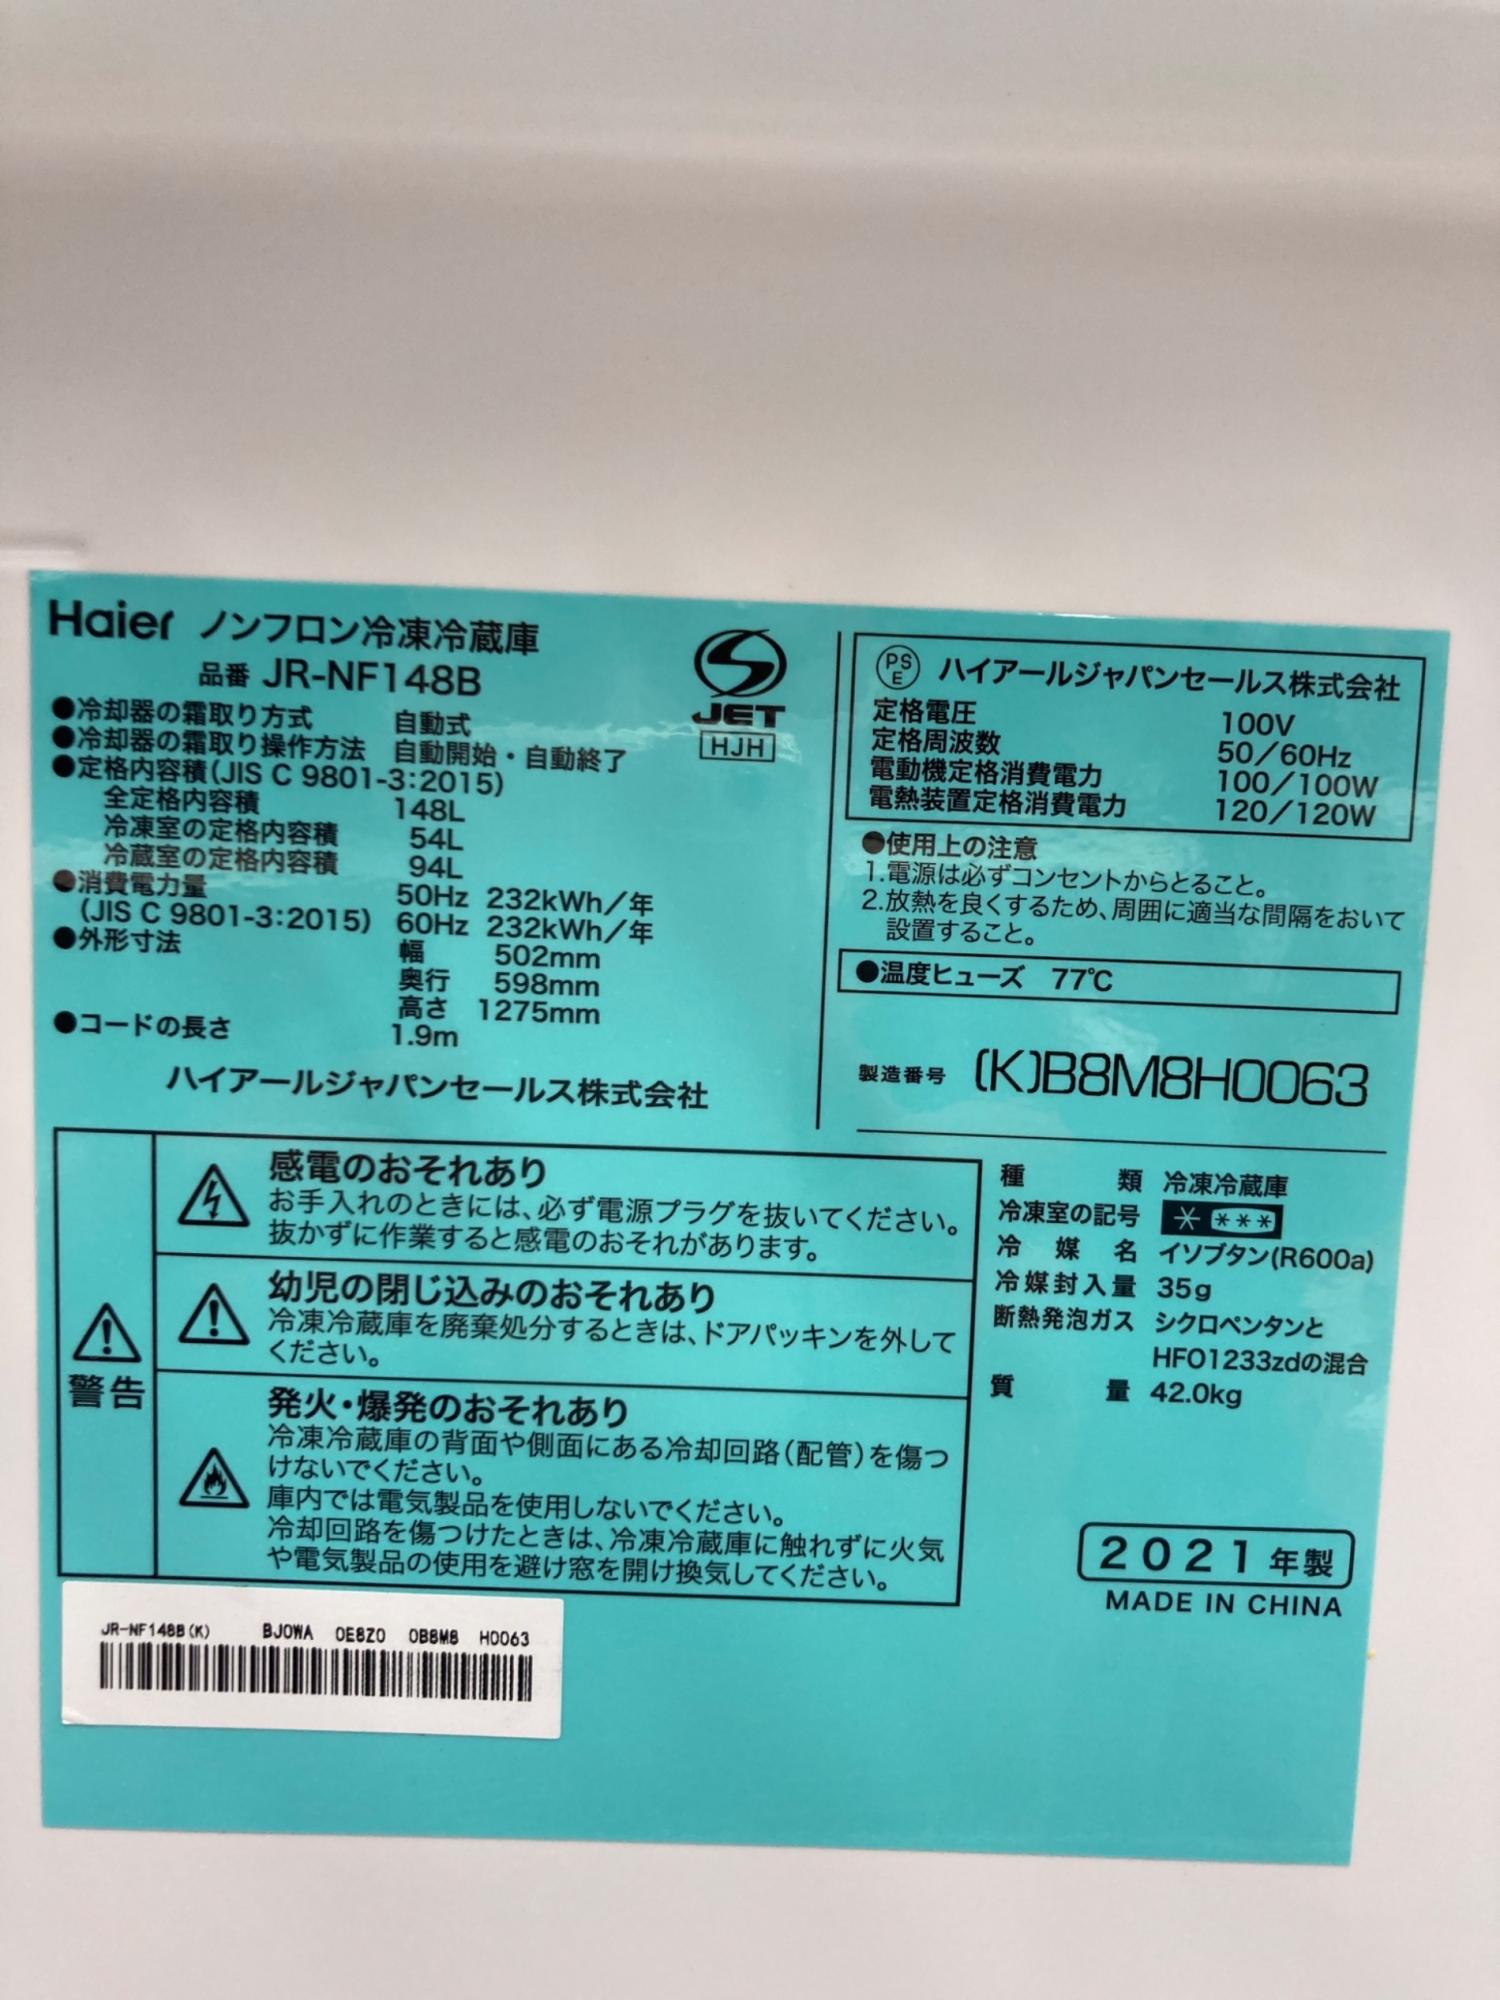 Haier ノンフロン冷凍冷蔵庫
品番 JR-NF148B
●冷却器の霜取り方式 自動式
●冷却器の霜取り操作方法 自動開始・自動終了
●定格内容積(JIS C 9801-3:2015)
全定格内容積 148L
冷凍室の定格内容積 54L
冷蔵室の定格内容積 94L
●消費電力量 50Hz 232kWh/年
(JIS C 9801-3:2015) 60Hz 232kWh/年
●外形寸法 幅 502mm
奥行 598mm
高さ 1275mm
●コードの長さ 1.9m
ハイアールジャパンセールス株式会社
JET
HJH
PS
E
ハイアールジャパンセールス株式会社
定格電圧 100V
定格周波数 50/60Hz
電動機定格消費電力 100/100W
電熱装置定格消費電力 120/120W
●使用上の注意
1.電源は必ずコンセントからとること。
2.放熱を良くするため、周囲に適当な間隔をおいて
設置すること。
●温度ヒューズ 77℃
製造番号 (K)B8M8H0063
警告
感電のおそれあり
お手入れのときには、必ず電源プラグを抜いてください。
抜かずに作業すると感電のおそれがあります。
幼児の閉じ込みのおそれあり
冷凍冷蔵庫を廃棄処分するときは、ドアパッキンを外して
ください。
発火・爆発のおそれあり
冷凍冷蔵庫の背面や側面にある冷却回路(配管)を傷つ
けないでください。
庫内では電気製品を使用しないでください。
冷却回路を傷つけたときは、冷凍冷蔵庫に触れずに火気
や電気製品の使用を避け窓を開け換気してください。
種類 冷凍冷蔵庫
冷凍室の記号 * ***
冷媒名 イソブタン(R600a)
冷媒封入量 35g
断熱発泡ガス シクロペンタンと
HFO1233zdの混合
質量 42.0kg
2021年製
MADE IN CHINA
JR-NF148B(K) BJ0WA 0E8Z0 0B8M8 H0063